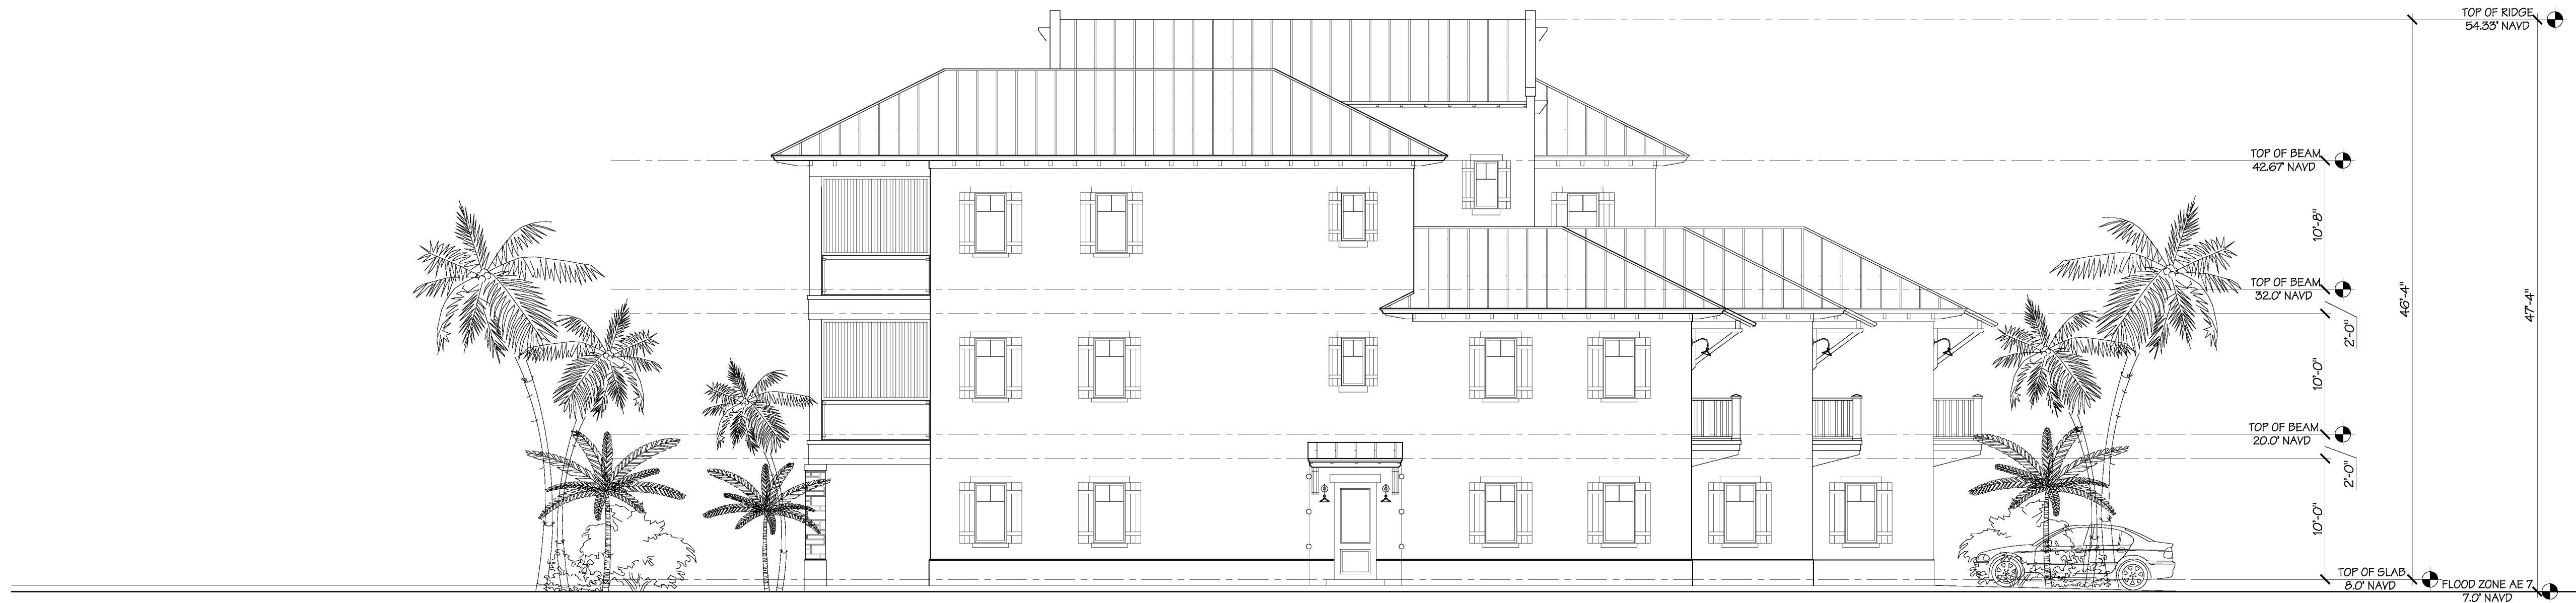 TOP OF RIDGE
54.33' NAVD
TOP OF BEAM
42.67' NAVD
10'-8"
TOP OF BEAM
32.0' NAVD
46'-4"
47'-4"
2'-0"
10'-0"
TOP OF BEAM
20.0' NAVD
2'-0"
10'-0"
TOP OF SLAB
8.0' NAVD
FLOOD ZONE AE 7
7.0' NAVD